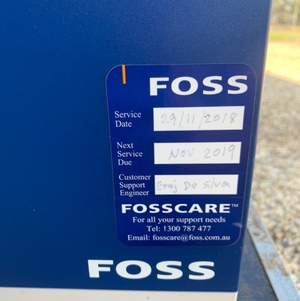 FOSS
Service Date 29/11/2018
Next Service Due Nov 2019
Customer Support Engineer Eraj De Silva
FOSSCARE™
For all your support needs
Tel: 1300 787 477
Email: fosscare@foss.com.au
FOSS